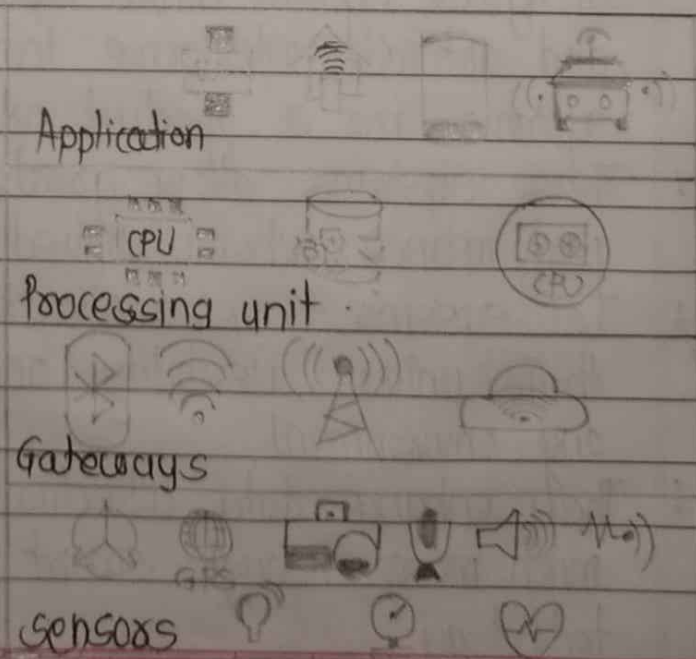 Application
CPU
CPU
Processing unit
Gateways
GPS
Sensors